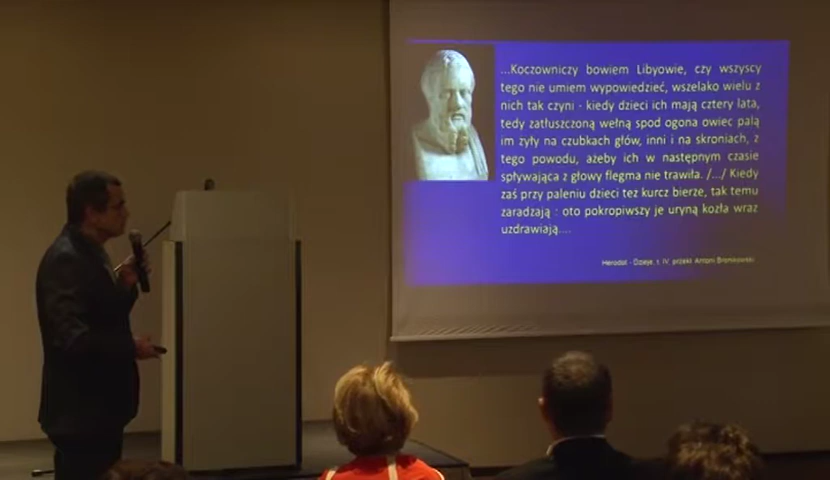 ...Koczowniczy bowiem Libyowie, czy wszyscy
tego nie umiem wypowiedzieć, wszelako wielu z
nich tak czyni - kiedy dzieci ich mają cztery lata,
tedy zatłuszczoną wełną spod ogona owiec palą
im żyły na czubkach głów, inni i na skroniach, z
tego powodu, ażeby ich w następnym czasie
spływająca z głowy flegma nie trawiła. /.../ Kiedy
zaś przy paleniu dzieci też kurcz bierze, tak temu
zaradzają : oto pokropiwszy je uryną kozła wraz
uzdrawiają....
Herodot - Dzieje, t. IV, przekł. Antoni Bronikowski